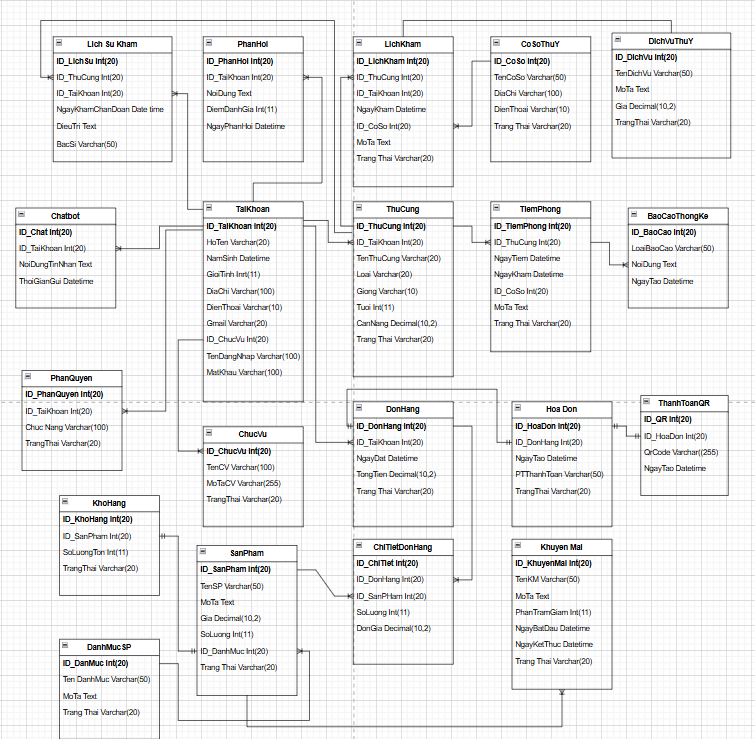 Lich Su Kham
ID_LichSu Int(20)
ID_ThuCung Int(20)
ID_TaiKhoan Int(20)
NgayKhamChanDoan Date time
DieuTri Text
BacSi Varchar(50)
PhanHoi
ID_PhanHoi Int(20)
ID_TaiKhoan Int(20)
NoiDung Text
DiemDanhGia Int(11)
NgayPhanHoi Datetime
LichKham
ID_LichKham Int(20)
ID_ThuCung Int(20)
ID_TaiKhoan Int(20)
NgayKham Datetime
ID_CoSo Int(20)
MoTa Text
Trang Thai Varchar(20)
CoSoThuY
ID_CoSo Int(20)
TenCoSo Varchar(50)
DiaChi Varchar(100)
DienThoai Varchar(10)
Trang Thai Varchar(20)
DichVuThuY
ID_DichVu Int(20)
TenDichVu Varchar(50)
MoTa Text
Gia Decimal(10,2)
TrangThai Varchar(20)
Chatbot
ID_Chat Int(20)
ID_TaiKhoan Int(20)
NoiDungTinNhan Text
ThoiGianGui Datetime
TaiKhoan
ID_TaiKhoan Int(20)
HoTen Varchar(20)
NamSinh Datetime
GioiTinh Inrt(11)
DiaChi Varchar(100)
DienThoai Varchar(10)
Gmail Varchar(20)
ID_ChucVu Int(20)
TenDangNhap Varchar(100)
MatKhau Varchar(100)
ThuCung
ID_ThuCung Int(20)
ID_TaiKhoan Int(20)
TenThuCung Varchar(20)
Loai Varchar(20)
Giong Varchar(10)
Tuoi Int(11)
CanNang Decimal(10,2)
Trang Thai Varchar(20)
TiemPhong
ID_TiemPhong Int(20)
ID_ThuCung Int(20)
NgayTiem Datetime
NgayKham Datetime
ID_CoSo Int(20)
MoTa Text
Trang Thai Varchar(20)
BaoCaoThongKe
ID_BaoCao Int(20)
LoaiBaoCao Varchar(50)
NoiDung Text
NgayTao Datetime
PhanQuyen
ID_PhanQuyen Int(20)
ID_TaiKhoan Int(20)
Chuc Nang Varchar(100)
TrangThai Varchar(20)
ChucVu
ID_ChucVu Int(20)
TenCV Varchar(100)
MoTaCV Varchar(255)
TrangThai Varchar(20)
DonHang
ID_DonHang Int(20)
ID_TaiKhoan Int(20)
NgayDat Datetime
TongTien Decimal(10,2)
Trang Thai Varchar(20)
Hoa Don
ID_HoaDon Int(20)
ID_DonHang Int(20)
NgayTao Datetime
PTThanhToan Varchar(50)
TrangThai Varchar(20)
ThanhToanQR
ID_QR Int(20)
ID_HoaDon Int(20)
QrCode Varchar((255)
NgayTao Datetime
KhoHang
ID_KhoHang Int(20)
ID_SanPham Int(20)
SoLuongTon Int(11)
TrangThai Varchar(20)
SanPham
ID_SanPham Int(20)
TenSP Varchar(50)
MoTa Text
Gia Decimal(10,2)
SoLuong Int(11)
ID_DanhMuc Int(20)
Trang Thai Varchar(20)
ChiTietDonHang
ID_ChiTiet Int(20)
ID_DonHang Int(20)
ID_SanPHam Int(20)
SoLuong Int(11)
DonGia Decimal(10,2)
Khuyen Mai
ID_KhuyenMai Int(20)
TenKM Varchar(50)
MoTa Text
PhanTramGiam Int(11)
NgayBatDau Datetime
NgayKetThuc Datetime
Trang Thai Varchar(20)
DanhMucSP
ID_DanMuc Int(20)
Ten DanhMuc Varchar(50)
MoTa Text
Trang Thai Varchar(20)